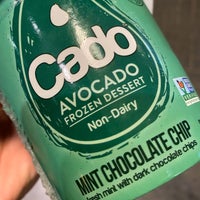 Cado
AVOCADO
FROZEN DESSERT
Non-Dairy
MINT CHOCOLATE CHIP
fresh mint with dark chocolate chips